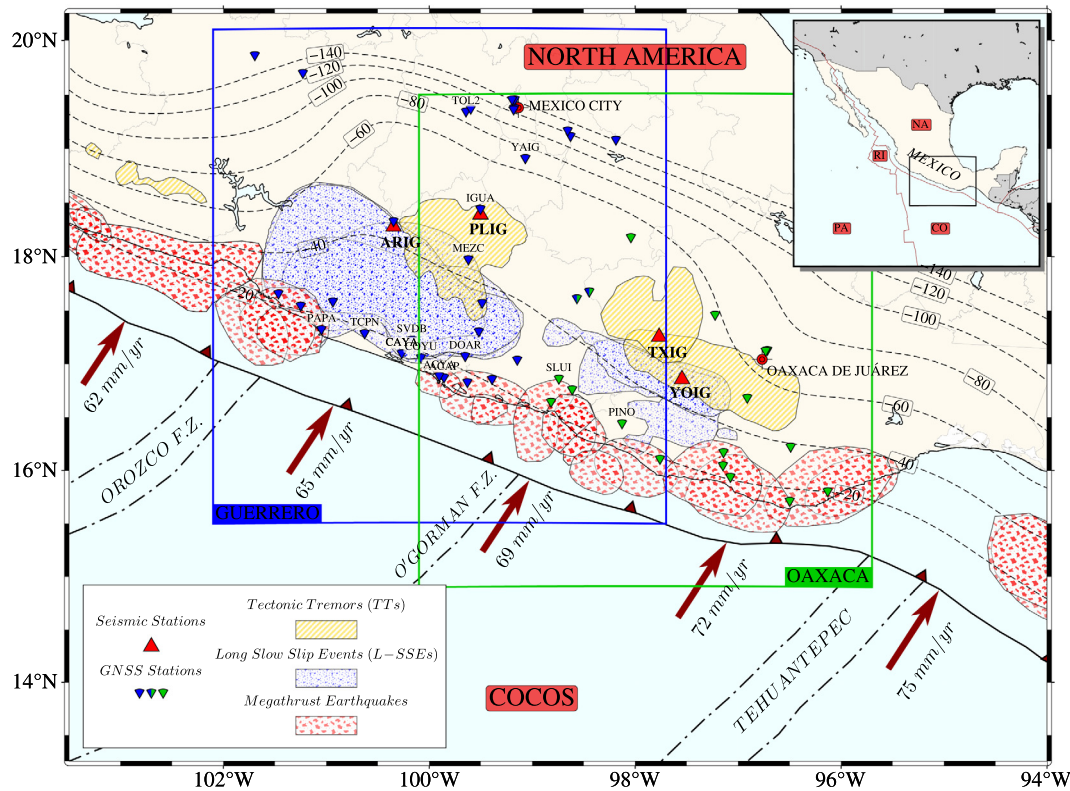 20°N
18°N
16°N
14°N
102°W
100°W
98°W
96°W
94°W
NORTH AMERICA
−140
−120
−100
−80
−60
−40
−20
TOL2
MEXICO CITY
YAIG
IGUA
PLIG
ARIG
MEZC
PAPA
TCPN
CAYA
DOAR
SLUI
PINO
TXIG
YOIG
OAXACA DE JUÁREZ
−140
−120
−100
−80
−60
−40
−20
NA
RI
MEXICO
PA
CO
62 mm/yr
65 mm/yr
69 mm/yr
72 mm/yr
75 mm/yr
OROZCO F.Z.
O'GORMAN F.Z.
TEHUANTEPEC
GUERRERO
OAXACA
COCOS
Seismic Stations
GNSS Stations
Tectonic Tremors (TTs)
Long Slow Slip Events (L−SSEs)
Megathrust Earthquakes